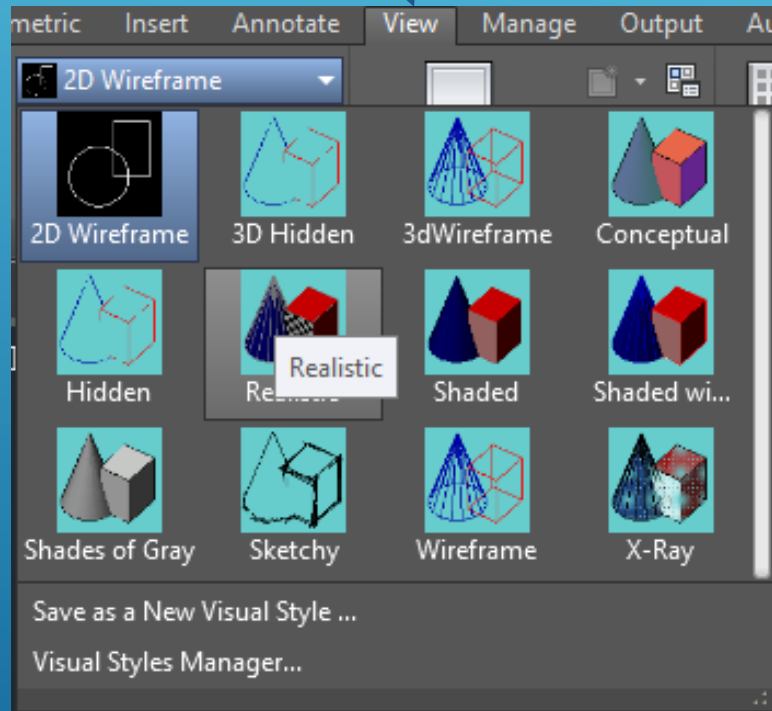 metric Insert Annotate View Manage Output Au
2D Wireframe
2D Wireframe 3D Hidden 3dWireframe Conceptual
Realistic
Hidden Shaded Shaded wi...
Shades of Gray Sketchy Wireframe X-Ray
Save as a New Visual Style ...
Visual Styles Manager...